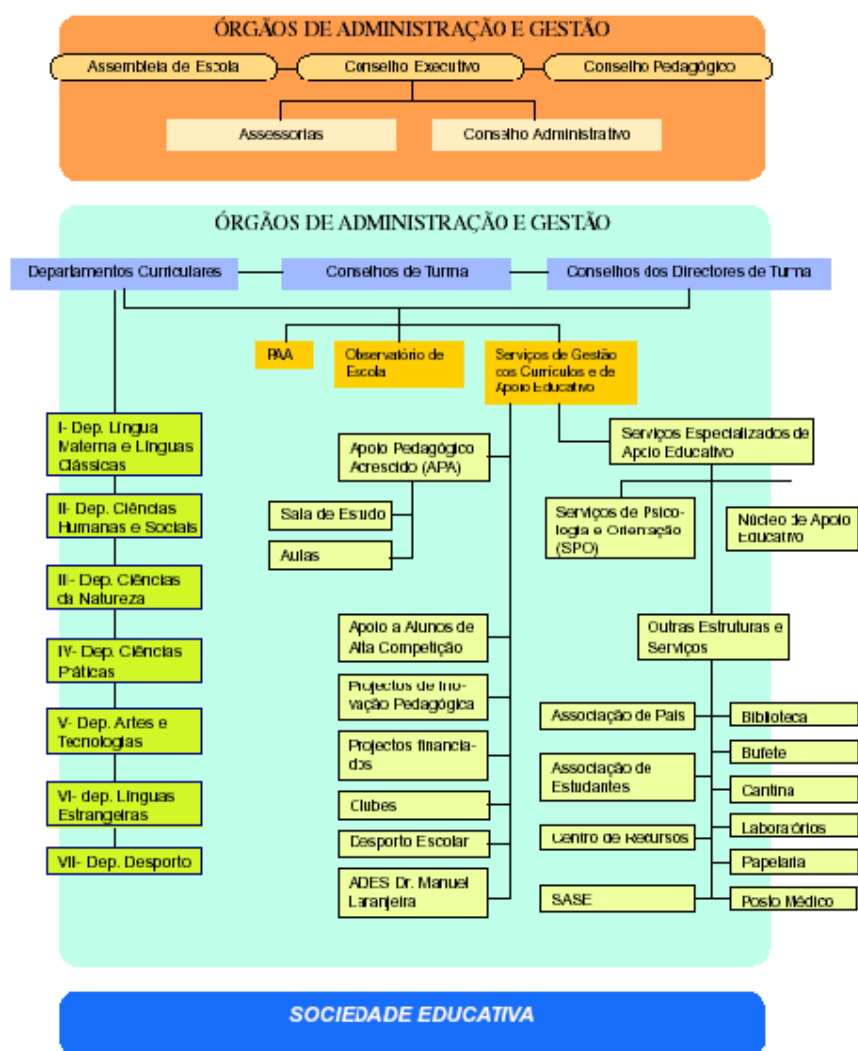 ÓRGÃOS DE ADMINISTRAÇÃO E GESTÃO
Assembleia de Escola
Conselho Executivo
Conselho Pedagógico
Assessorias
Conselho Administrativo
ÓRGÃOS DE ADMINISTRAÇÃO E GESTÃO
Departamentos Curriculares
Conselhos de Turma
Conselhos dos Directores de Turma
PAA
Observatório de
Escola
Serviços de Gestão
dos Currículos e de
Apoio Educativo
I- Dep. Língua
Materna e Línguas
Clássicas
II- Dep. Ciências
Humanas e Sociais
III- Dep. Ciências
da Natureza
IV- Dep. Ciências
Práticas
V- Dep. Artes e
Tecnologias
VI- dep. Línguas
Estrangeiras
VII- Dep. Desporto
Apoio Pedagógico
Acrescido (APA)
Sala de Estudo
Aulas
Apoio a Alunos de
Alta Competição
Projectos de Ino-
vação Pedagógica
Projectos financia-
dos
Clubes
Desporto Escolar
ADES Dr. Manuel
Laranjeira
Serviços Especializados de
Apoio Educativo
Serviços de Psico-
logia e Orientação
(SPO)
Núcleo de Apoio
Educativo
Outras Estruturas e
Serviços
Associação de Pais
Associação de
Estudantes
Centro de Recursos
SASE
Biblioteca
Bufete
Cantina
Laboratórios
Papelaria
Posto Médico
SOCIEDADE EDUCATIVA